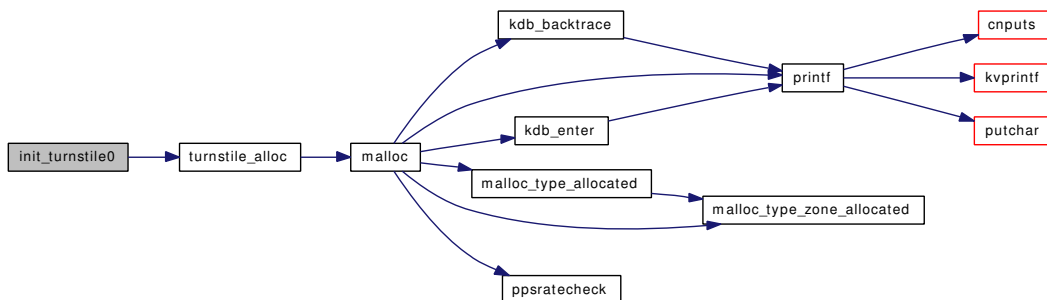 init_turnstile0
turnstile_alloc
malloc
kdb_backtrace
kdb_enter
malloc_type_allocated
ppsratecheck
printf
malloc_type_zone_allocated
cnputs
kvprintf
putchar